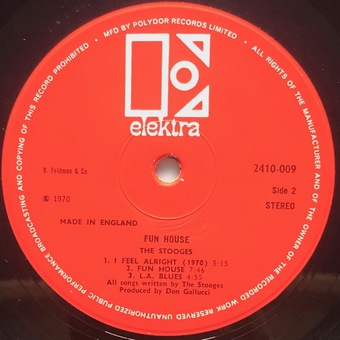 MFD BY POLYDOR RECORDS LIMITED · ALL RIGHTS OF THE MANUFACTURER AND OF THE OWNER OF THE RECORDED WORK RESERVED UNAUTHORIZED PUBLIC PERFORMANCE BROADCASTING AND COPYING OF THIS RECORD PROHIBITED ·
elektra
B. Feldman & Co
2410-009
℗ 1970
Side 2
STEREO
MADE IN ENGLAND
FUN HOUSE
THE STOOGES
1. I FEEL ALRIGHT (1970) 5:15
2. FUN HOUSE 7:46
3. L.A. BLUES 4:55
All songs written by The Stooges
Produced by Don Gallucci